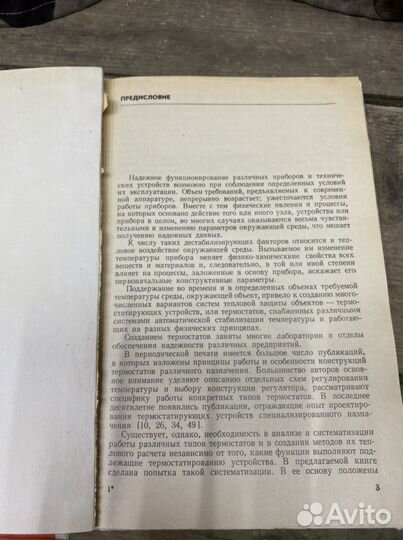 ПРЕДИСЛОВИЕ
Надежное функционирование различных приборов и техниче-
ских устройств возможно при соблюдении определенных условий
их эксплуатации. Объем требований, предъявляемых к современ-
ной аппаратуре, непрерывно возрастает; ужесточаются условия
работы приборов. Вместе с тем физические явления и процессы,
на которых основано действие того или иного узла, устройства или
прибора в целом, во многих случаях оказываются весьма чувстви-
тельными к изменениям параметров окружающей среды, что мешает
получению надежных данных.
К числу таких дестабилизирующих факторов относится и теп-
ловое воздействие окружающей среды. Вызываемое им изменение
температуры прибора меняет физико-химические свойства всех
веществ и материалов и, следовательно, в той или иной степени
влияет на процессы, заложенные в основу прибора, искажает его
первоначальные конструктивные параметры.
Поддержание во времени и в определенных объемах требуемой
температуры среды, окружающей объект, привело к созданию мно-
гочисленных вариантов систем тепловой защиты объектов — термо-
статирующих устройств, или термостатов, снабженных различными
системами автоматической стабилизации температуры и работаю-
щих на разных физических принципах.
Созданием термостатов заняты многие лаборатории и отделы
обеспечения надежности различных предприятий.
В периодической печати имеется большое число публикаций,
в которых изложены принципы работы и особенности конструкций
термостатов различного назначения. Большинство авторов основ-
ное внимание уделяют описанию отдельных схем регулирования
температуры и выбору конструкции регулятора, рассматривают
специфику конкретных типов термостатов. В последнее
десятилетие появились публикации, отражающие опыт проектиро-
вания термостатирующих устройств специализированного назна-
чения [10, 26, 34, 49].
Существует, однако, необходимость в анализе и систематизации
работы различных типов термостатов и в создании методов их теп-
лового расчета независимо от того, какие функции выполняют под-
лежащие термостатированию устройства. В предлагаемой книге
сделана попытка такой систематизации. В ее основу положены
1*
3
Avito